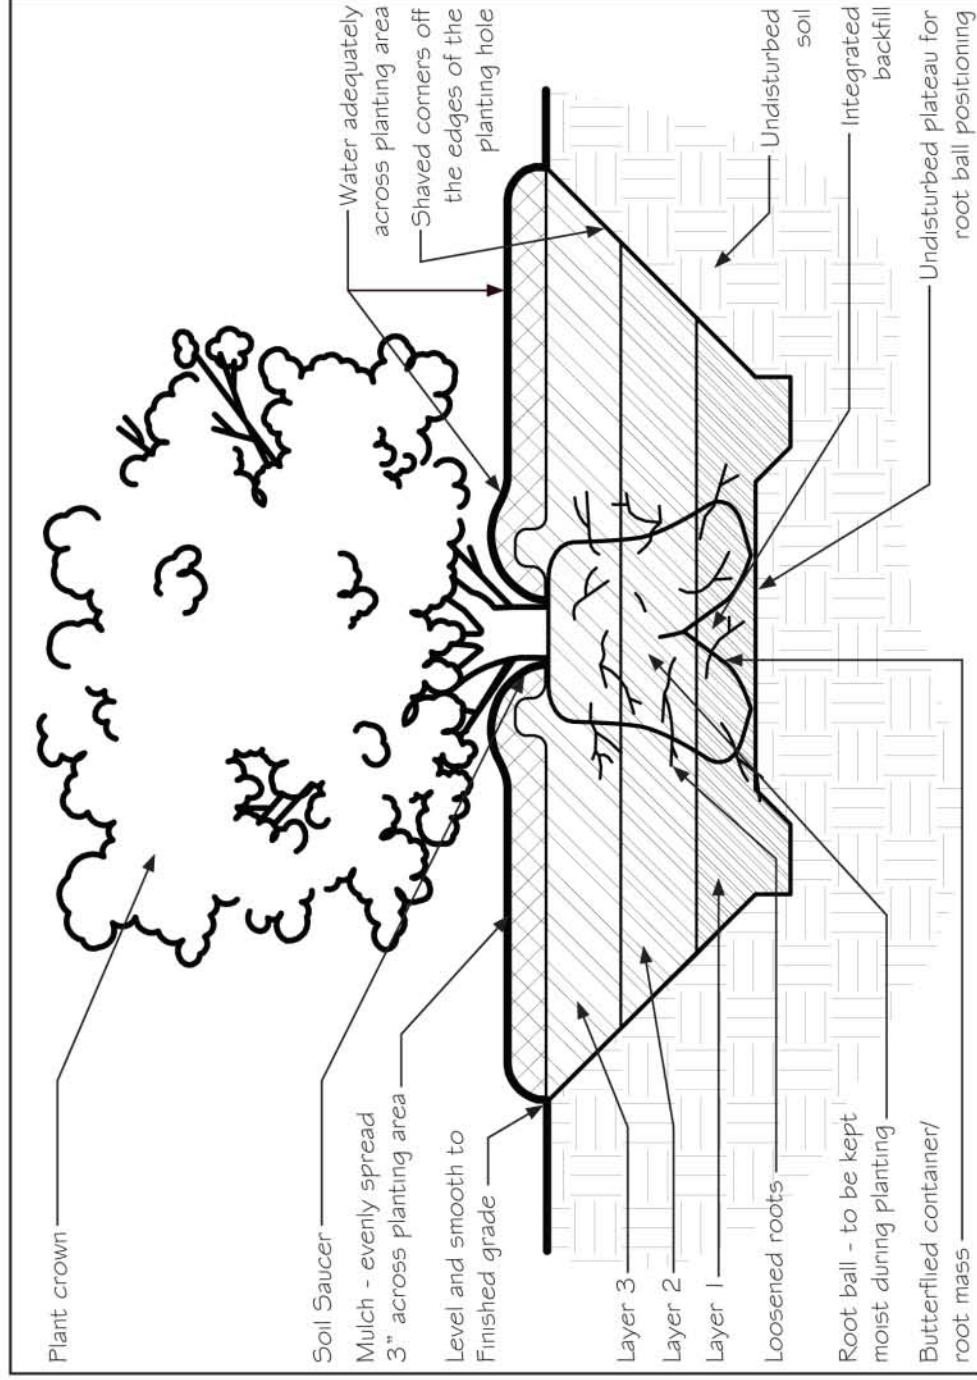 Plant crown
Soil Saucer
Mulch - evenly spread
3" across planting area
Level and smooth to
Finished grade
Layer 3
Layer 2
Layer 1
Loosened roots
Root ball - to be kept
moist during planting
Butterflied container/
root mass
Water adequately
across planting area
Shaved corners off
the edges of the
planting hole
Undisturbed
soil
Integrated
backfill
Undisturbed plateau for
root ball positioning